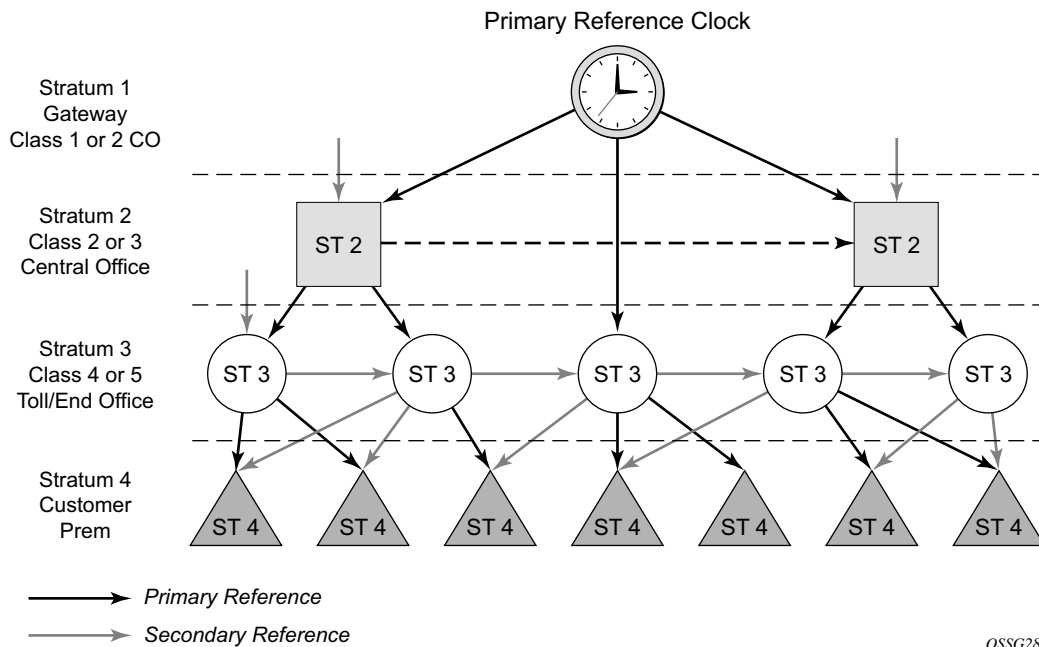 Primary Reference Clock
Stratum 1
Gateway
Class 1 or 2 CO
Stratum 2
Class 2 or 3
Central Office
ST 2
ST 2
Stratum 3
Class 4 or 5
Toll/End Office
ST 3
ST 3
ST 3
ST 3
ST 3
Stratum 4
Customer
Prem
ST 4
ST 4
ST 4
ST 4
ST 4
ST 4
ST 4
Primary Reference
Secondary Reference
OSSG28